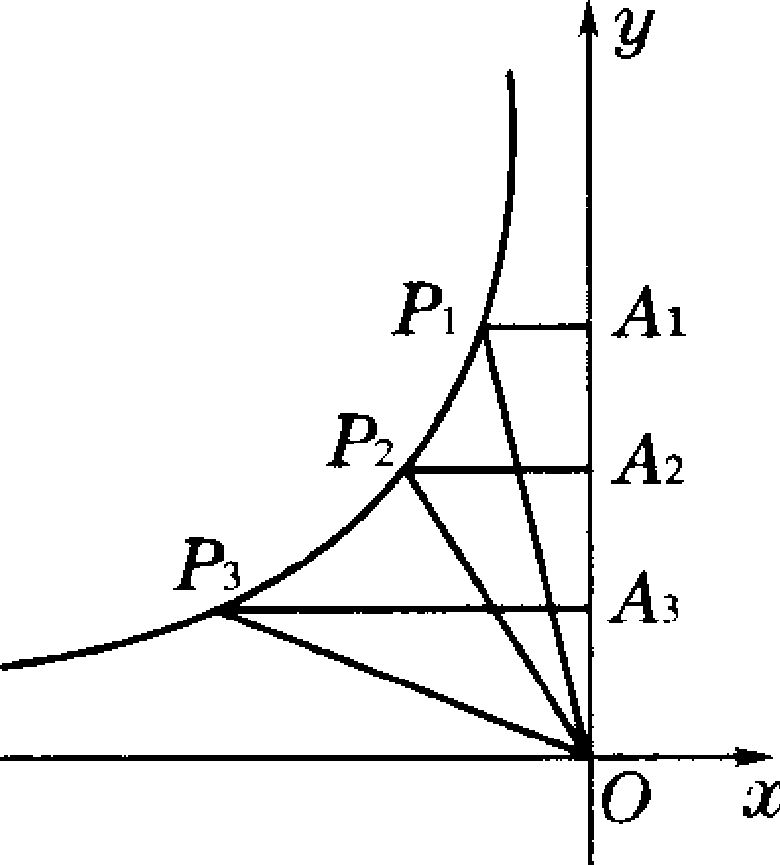 y
P₁ A₁
P₂ A₂
P₃ A₃
O x